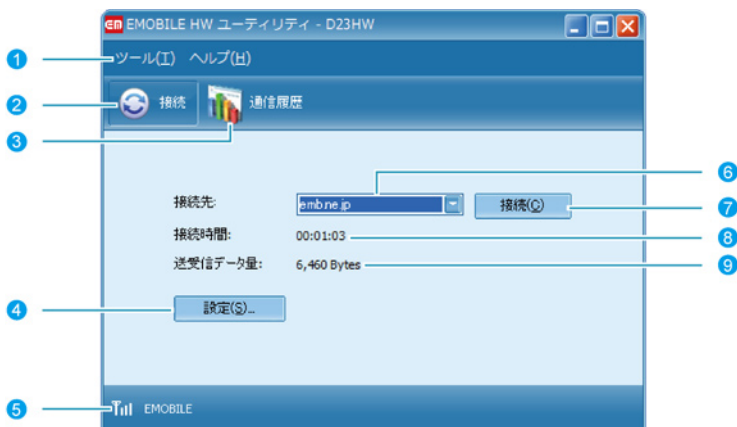 EM EMOBILE HW ユーティリティ - D23HW
1 ツール(T) ヘルプ(H)
2 接続 通信履歴
3
6
接続先: emb.ne.jp 接続(C) 7
接続時間: 00:01:03 8
送受信データ量: 6,460 Bytes 9
4 設定(S)...
5 EMOBILE